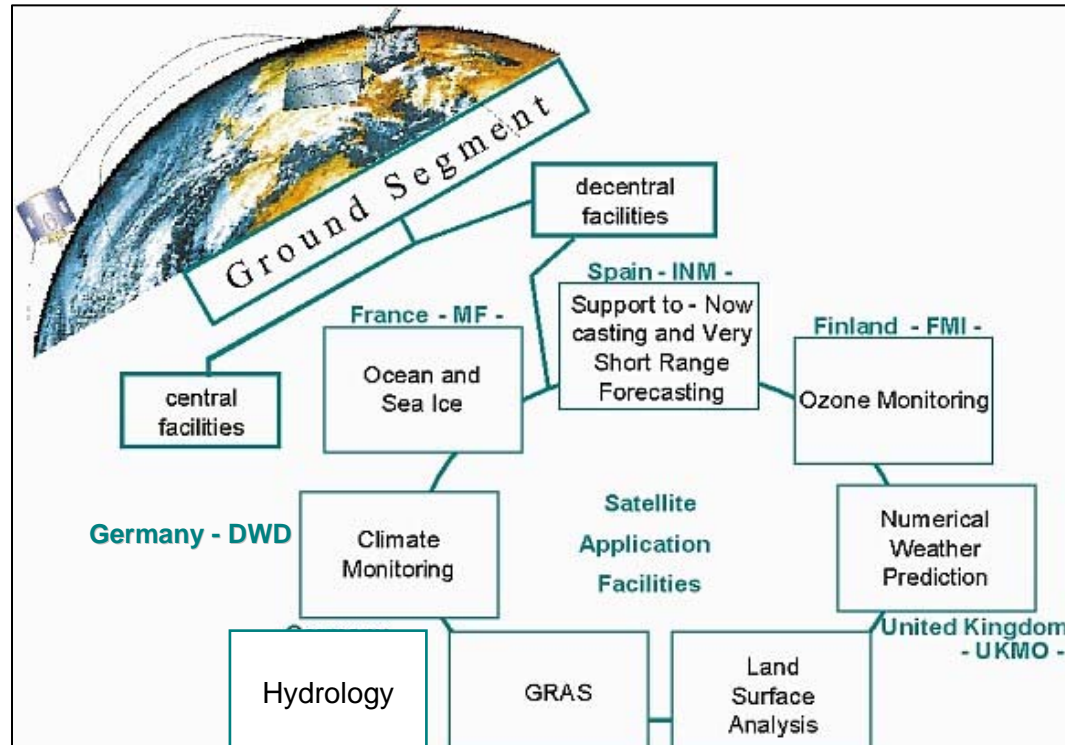 Ground Segment
decentral
facilities
central
facilities
Spain - INM -
Support to - Now
casting and Very
Short Range
Forecasting
France - MF -
Ocean and
Sea Ice
Finland - FMI -
Ozone Monitoring
Germany - DWD
Climate
Monitoring
Satellite
Application
Facilities
Numerical
Weather
Prediction
United Kingdom
- UKMO -
Hydrology
GRAS
Land
Surface
Analysis